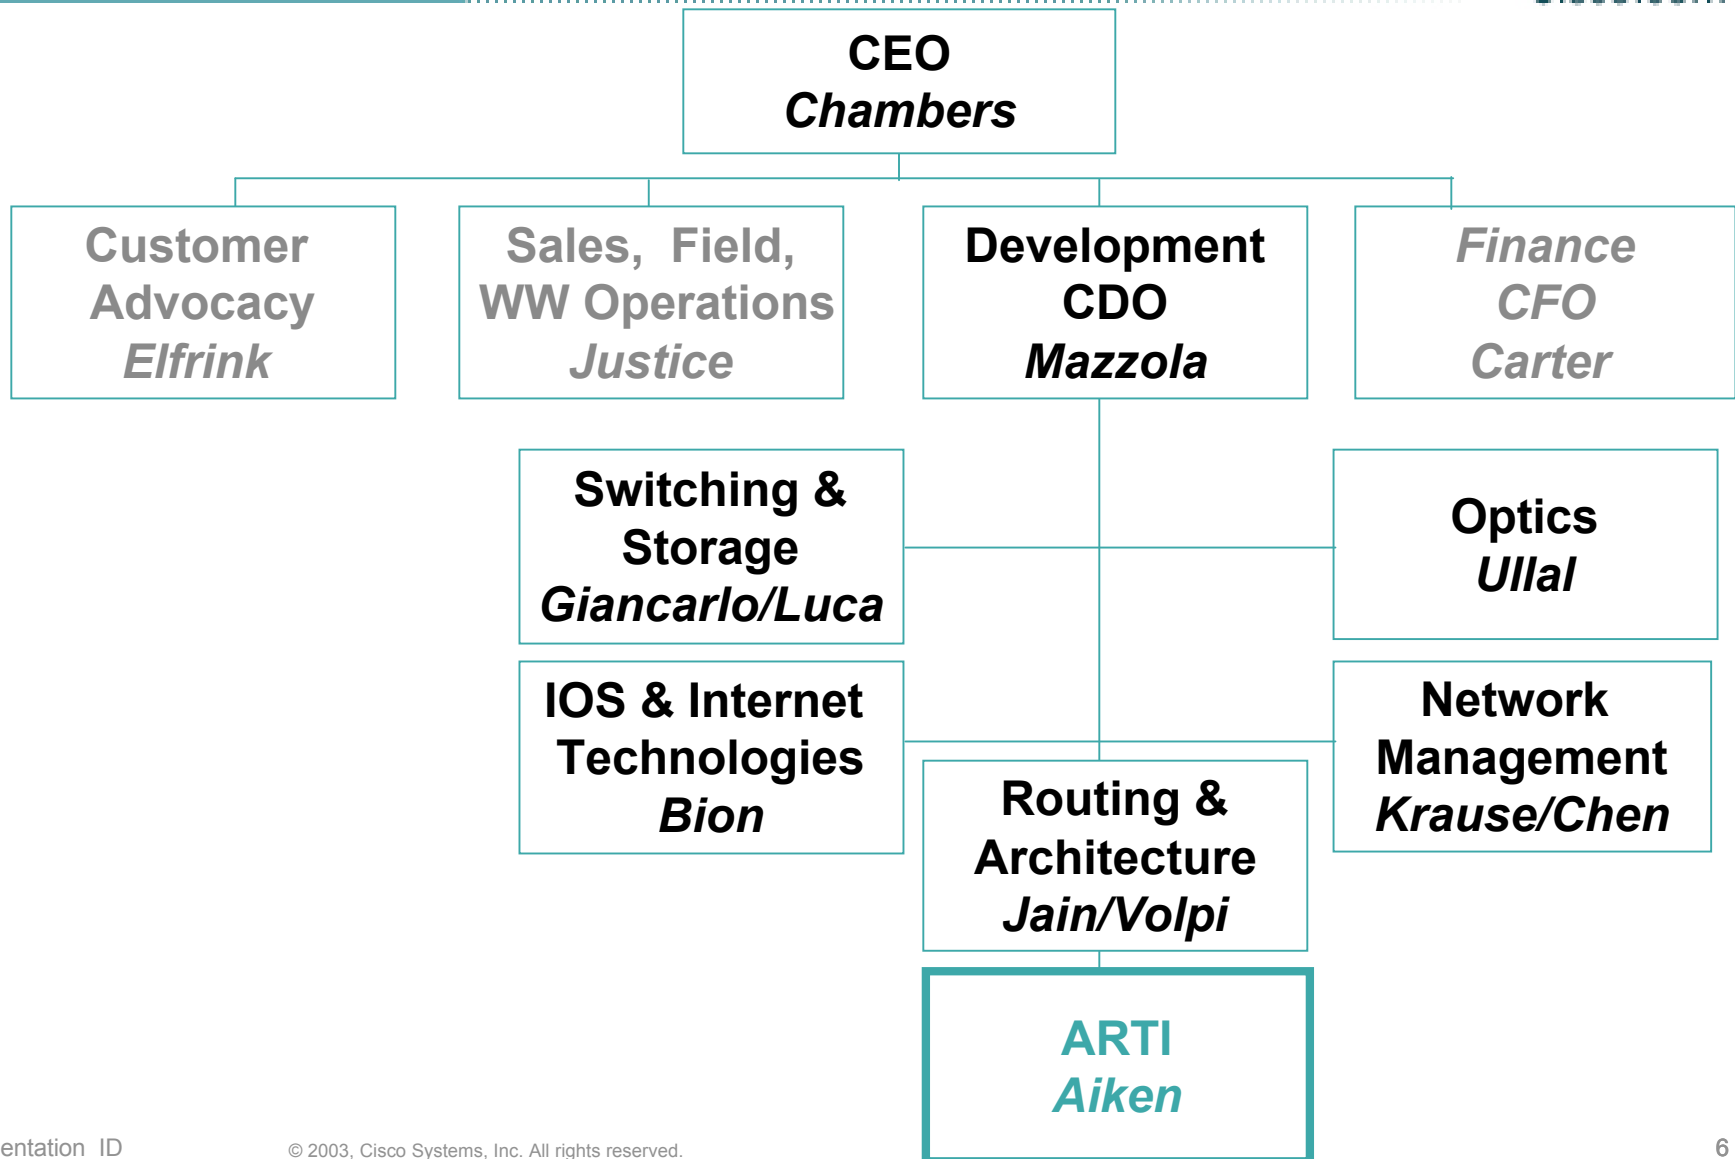 CEO
Chambers
Customer
Advocacy
Elfrink
Sales, Field,
WW Operations
Justice
Development
CDO
Mazzola
Finance
CFO
Carter
Switching &
Storage
Giancarlo/Luca
Optics
Ullal
IOS & Internet
Technologies
Bion
Network
Management
Krause/Chen
Routing &
Architecture
Jain/Volpi
ARTI
Aiken
entation ID
© 2003, Cisco Systems, Inc. All rights reserved.
6